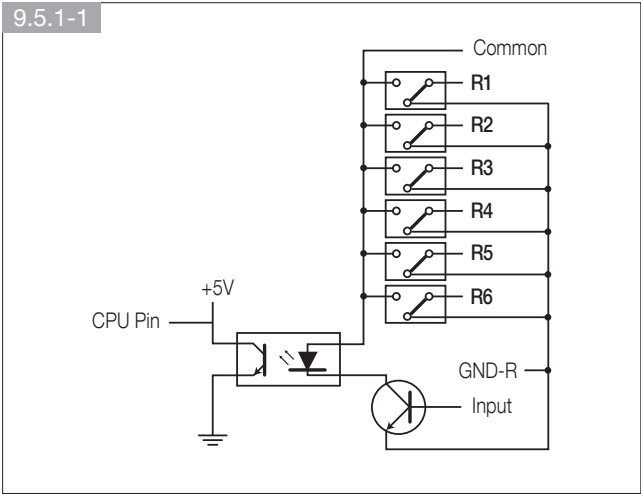 9.5.1-1
Common
R1
R2
R3
R4
R5
R6
+5V
CPU Pin
GND-R
Input